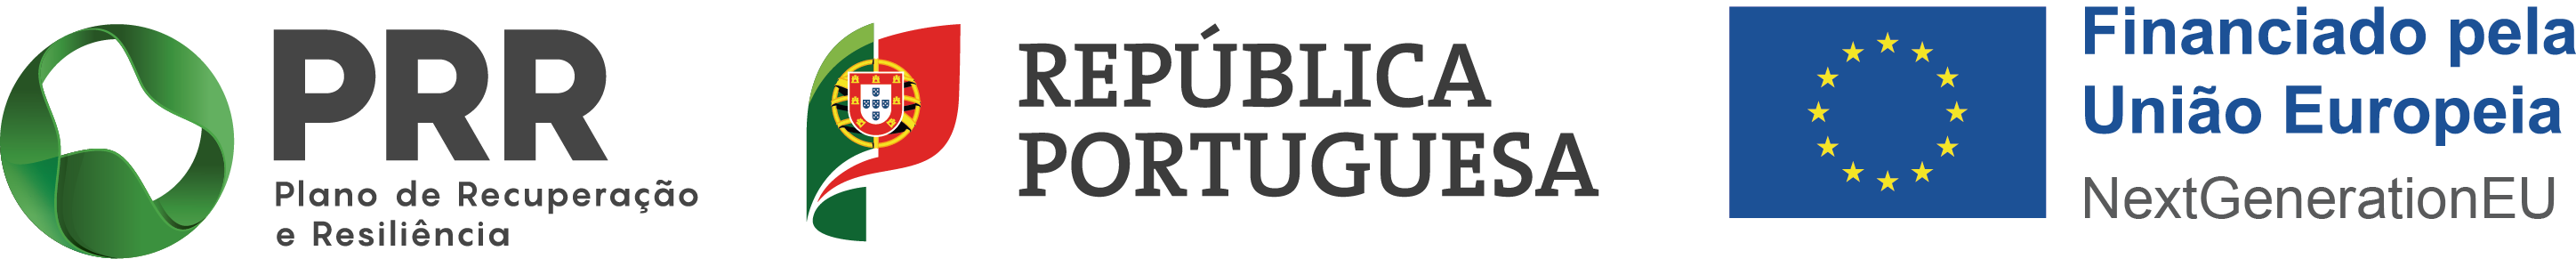 PRR
Plano de Recuperação
e Resiliência
REPÚBLICA
PORTUGUESA
Financiado pela
União Europeia
NextGenerationEU